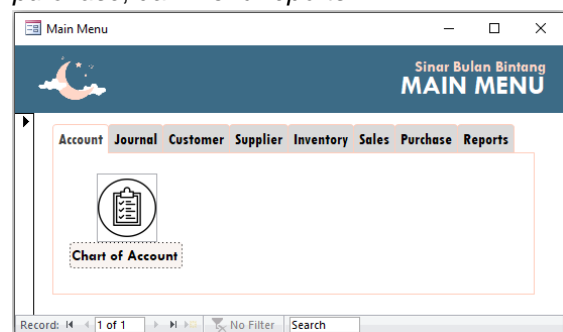 Main Menu
Sinar Bulan Bintang
MAIN MENU
Account Journal Customer Supplier Inventory Sales Purchase Reports
Chart of Account
Record: 1 of 1 No Filter Search